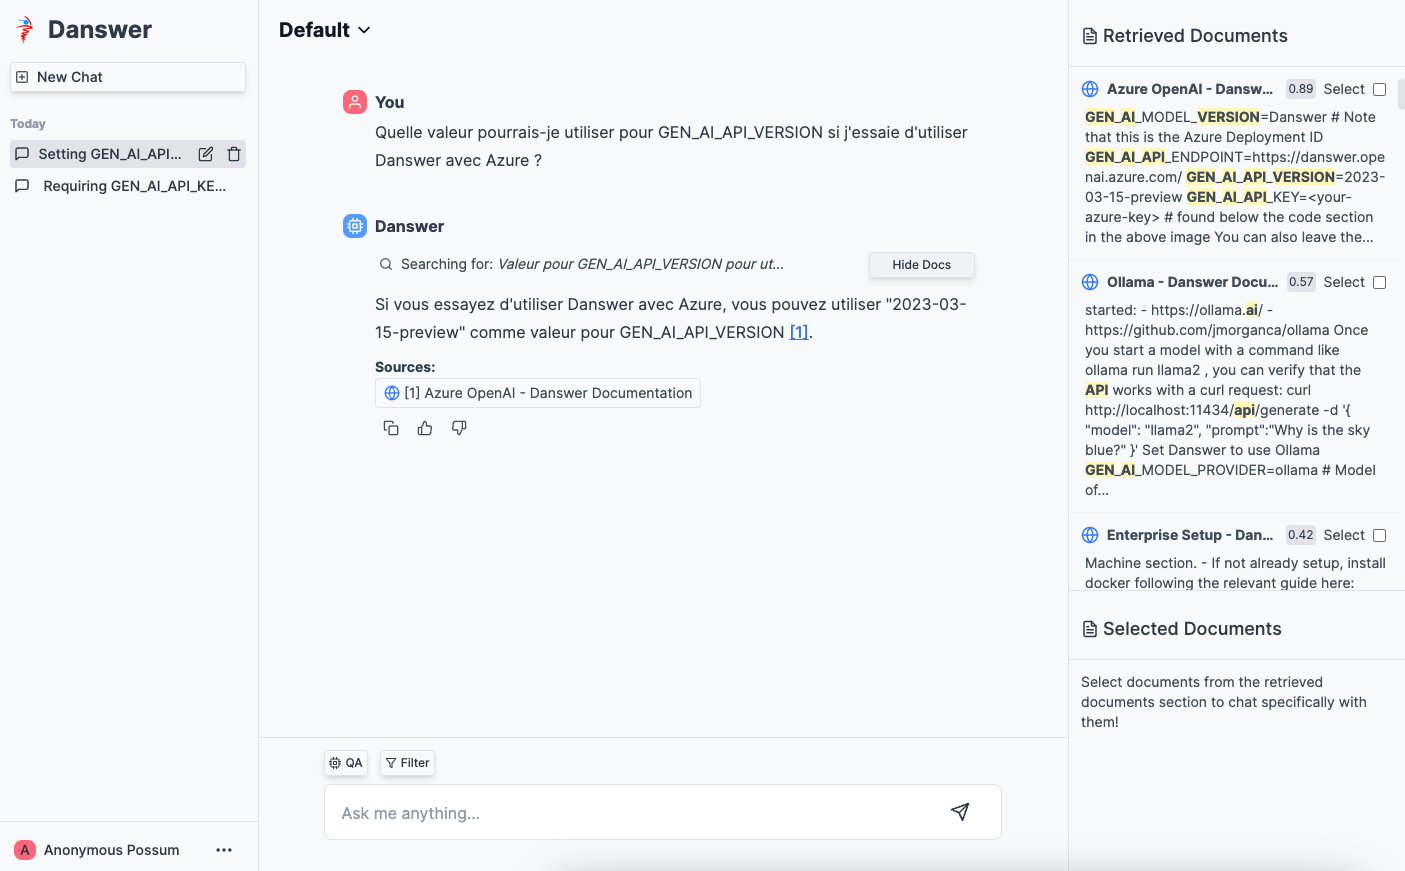 Danswer
New Chat
Today
Setting GEN_AI_API...
Requiring GEN_AI_API_KE...
Anonymous Possum
A
Default
You
Quelle valeur pourrais-je utiliser pour GEN_AI_API_VERSION si j'essaie d'utiliser
Danswer avec Azure ?
Danswer
Searching for: Valeur pour GEN_AI_API_VERSION pour ut...
Hide Docs
Si vous essayez d'utiliser Danswer avec Azure, vous pouvez utiliser "2023-03-
15-preview" comme valeur pour GEN_AI_API_VERSION [1].
Sources:
[1] Azure OpenAI - Danswer Documentation
QA
Filter
Ask me anything...
Retrieved Documents
Azure OpenAI - Dansw... 0.89 Select
GEN_AI_MODEL_VERSION=Danswer # Note
that this is the Azure Deployment ID
GEN_AI_API_ENDPOINT=https://danswer.ope
nai.azure.com/ GEN_AI_API_VERSION=2023-
03-15-preview GEN_AI_API_KEY=<your-
azure-key> # found below the code section
in the above image You can also leave the...
Ollama - Danswer Docu... 0.57 Select
started: - https://ollama.ai/ -
https://github.com/jmorganca/ollama Once
you start a model with a command like
ollama run llama2 , you can verify that the
API works with a curl request: curl
http://localhost:11434/api/generate -d '{
"model": "llama2", "prompt":"Why is the sky
blue?" }' Set Danswer to use Ollama
GEN_AI_MODEL_PROVIDER=ollama # Model
of...
Enterprise Setup - Dan... 0.42 Select
Machine section. - If not already setup, install
docker following the relevant guide here:
Selected Documents
Select documents from the retrieved
documents section to chat specifically with
them!